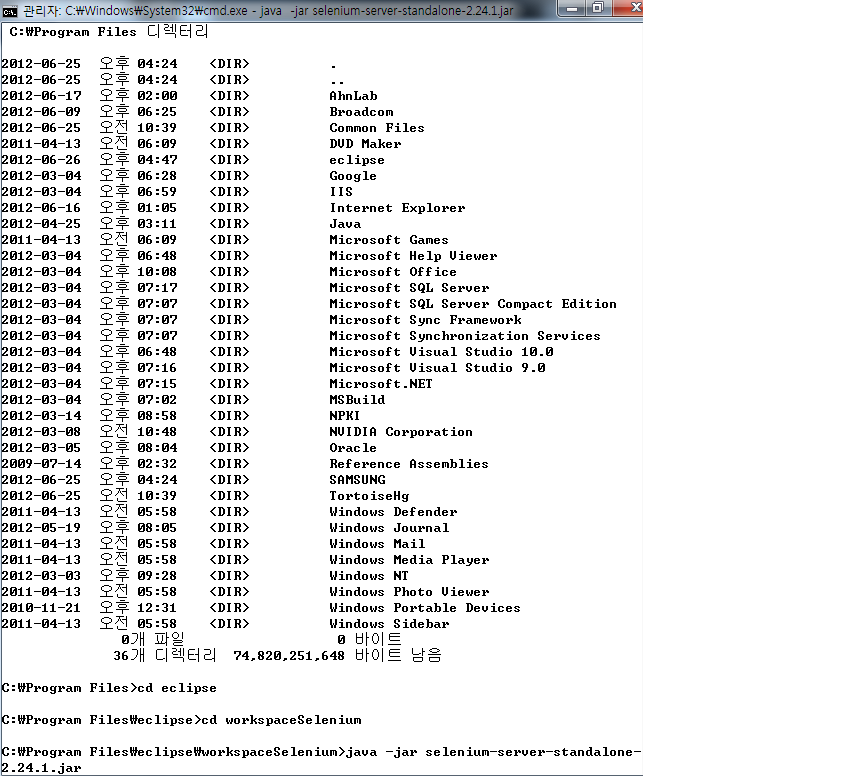 관리자: C:₩Windows₩System32₩cmd.exe - java  -jar selenium-server-standalone-2.24.1.jar
C:₩Program Files 디렉터리
2012-06-25  오후 04:24    <DIR>          .
2012-06-25  오후 04:24    <DIR>          ..
2012-06-17  오후 02:00    <DIR>          AhnLab
2012-06-09  오후 06:25    <DIR>          Broadcom
2012-06-25  오전 10:39    <DIR>          Common Files
2011-04-13  오전 06:09    <DIR>          DVD Maker
2012-06-26  오후 04:47    <DIR>          eclipse
2012-03-04  오후 06:28    <DIR>          Google
2012-03-04  오후 06:59    <DIR>          IIS
2012-06-16  오후 01:05    <DIR>          Internet Explorer
2012-04-25  오후 03:11    <DIR>          Java
2011-04-13  오전 06:09    <DIR>          Microsoft Games
2012-03-04  오후 06:48    <DIR>          Microsoft Help Viewer
2012-03-04  오후 10:08    <DIR>          Microsoft Office
2012-03-04  오후 07:17    <DIR>          Microsoft SQL Server
2012-03-04  오후 07:07    <DIR>          Microsoft SQL Server Compact Edition
2012-03-04  오후 07:07    <DIR>          Microsoft Sync Framework
2012-03-04  오후 07:07    <DIR>          Microsoft Synchronization Services
2012-03-04  오후 06:48    <DIR>          Microsoft Visual Studio 10.0
2012-03-04  오후 07:16    <DIR>          Microsoft Visual Studio 9.0
2012-03-04  오후 07:15    <DIR>          Microsoft.NET
2012-03-04  오후 07:02    <DIR>          MSBuild
2012-03-14  오후 08:58    <DIR>          NPKI
2012-03-08  오전 10:48    <DIR>          NVIDIA Corporation
2012-03-05  오후 08:04    <DIR>          Oracle
2009-07-14  오후 02:32    <DIR>          Reference Assemblies
2012-06-25  오후 04:24    <DIR>          SAMSUNG
2012-06-25  오전 10:39    <DIR>          TortoiseHg
2011-04-13  오전 05:58    <DIR>          Windows Defender
2012-05-19  오후 08:05    <DIR>          Windows Journal
2011-04-13  오전 05:58    <DIR>          Windows Mail
2011-04-13  오전 05:58    <DIR>          Windows Media Player
2012-03-03  오후 09:28    <DIR>          Windows NT
2011-04-13  오전 05:58    <DIR>          Windows Photo Viewer
2010-11-21  오후 12:31    <DIR>          Windows Portable Devices
2011-04-13  오전 05:58    <DIR>          Windows Sidebar
0개 파일                   0 바이트
36개 디렉터리  74,820,251,648 바이트 남음
C:₩Program Files>cd eclipse
C:₩Program Files₩eclipse>cd workspaceSelenium
C:₩Program Files₩eclipse₩workspaceSelenium>java -jar selenium-server-standalone-
2.24.1.jar